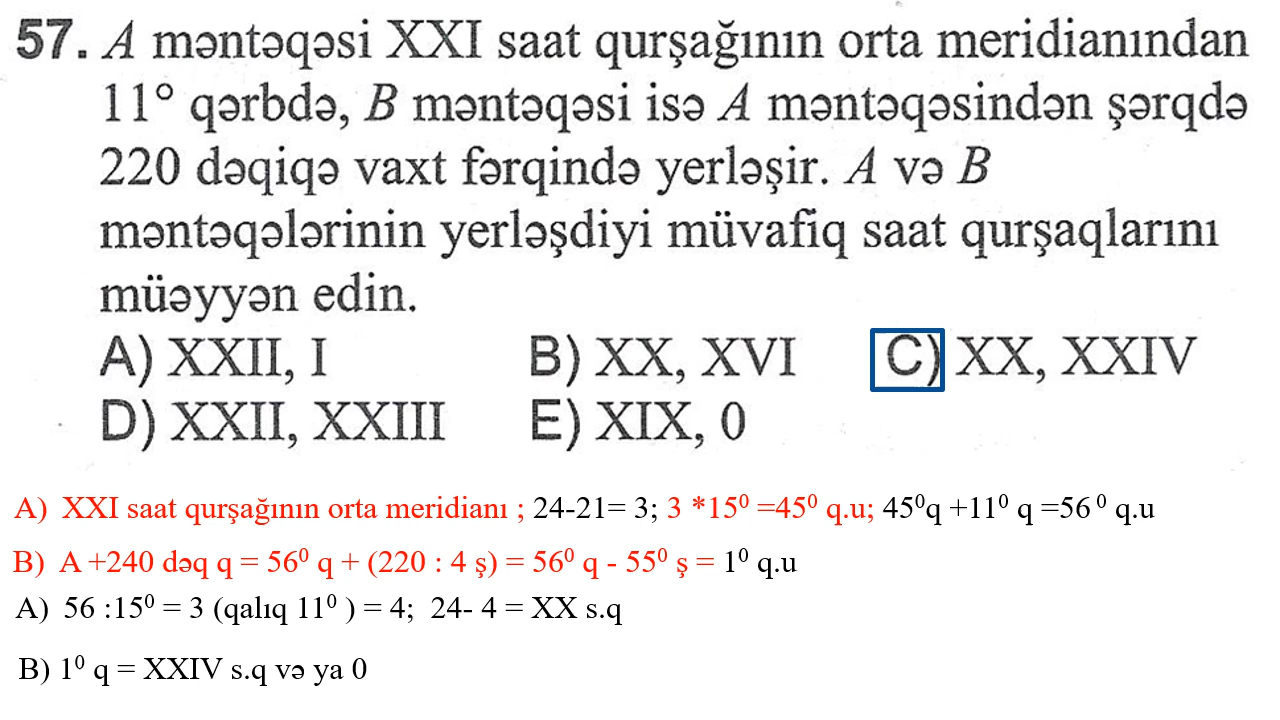 57. A məntəqəsi XXI saat qurşağının orta meridianından
11° qərbdə, B məntəqəsi isə A məntəqəsindən şərqdə
220 dəqiqə vaxt fərqində yerləşir. A və B
məntəqələrinin yerləşdiyi müvafiq saat qurşaqlarını
müəyyən edin.
A) XXII, I B) XX, XVI C) XX, XXIV
D) XXII, XXIII E) XIX, 0
A) XXI saat qurşağının orta meridianı ; 24-21= 3; 3 *15⁰ =45⁰ q.u; 45⁰q +11⁰ q =56 ⁰ q.u
B) A +240 dəq q = 56⁰ q + (220 : 4 ş) = 56⁰ q - 55⁰ ş = 1⁰ q.u
A) 56 :15⁰ = 3 (qalıq 11⁰ ) = 4; 24- 4 = XX s.q
B) 1⁰ q = XXIV s.q və ya 0